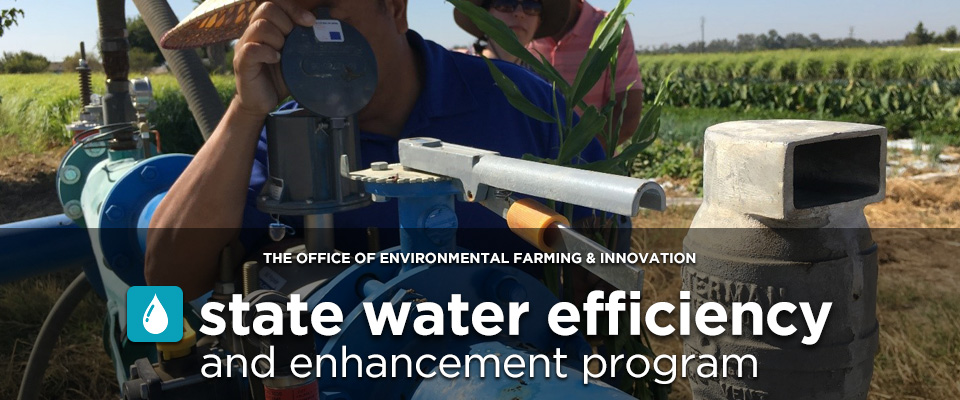 THE OFFICE OF ENVIRONMENTAL FARMING & INNOVATION
state water efficiency
and enhancement program